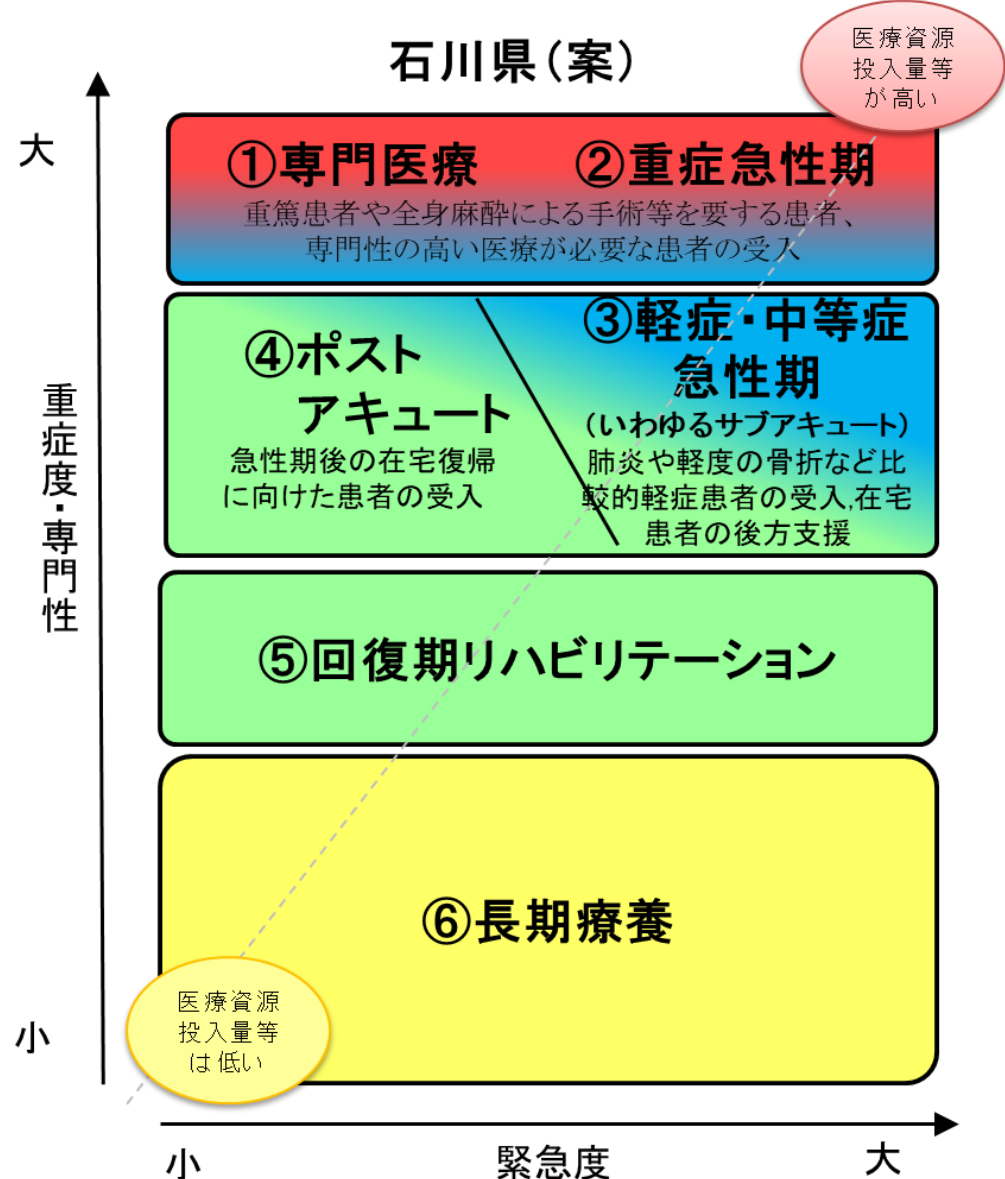 石川県(案)
医療資源
投入量等
が高い
大
①専門医療
②重症急性期
重篤患者や全身麻酔による手術等を要する患者、
専門性の高い医療が必要な患者の受入
④ポスト
アキュート
急性期後の在宅復帰
に向けた患者の受入
③軽症・中等症
急性期
(いわゆるサブアキュート)
肺炎や軽度の骨折など比
較的軽症患者の受入,在宅
患者の後方支援
重症度・専門性
⑤回復期リハビリテーション
⑥長期療養
医療資源
投入量等
は低い
小
小
緊急度
大